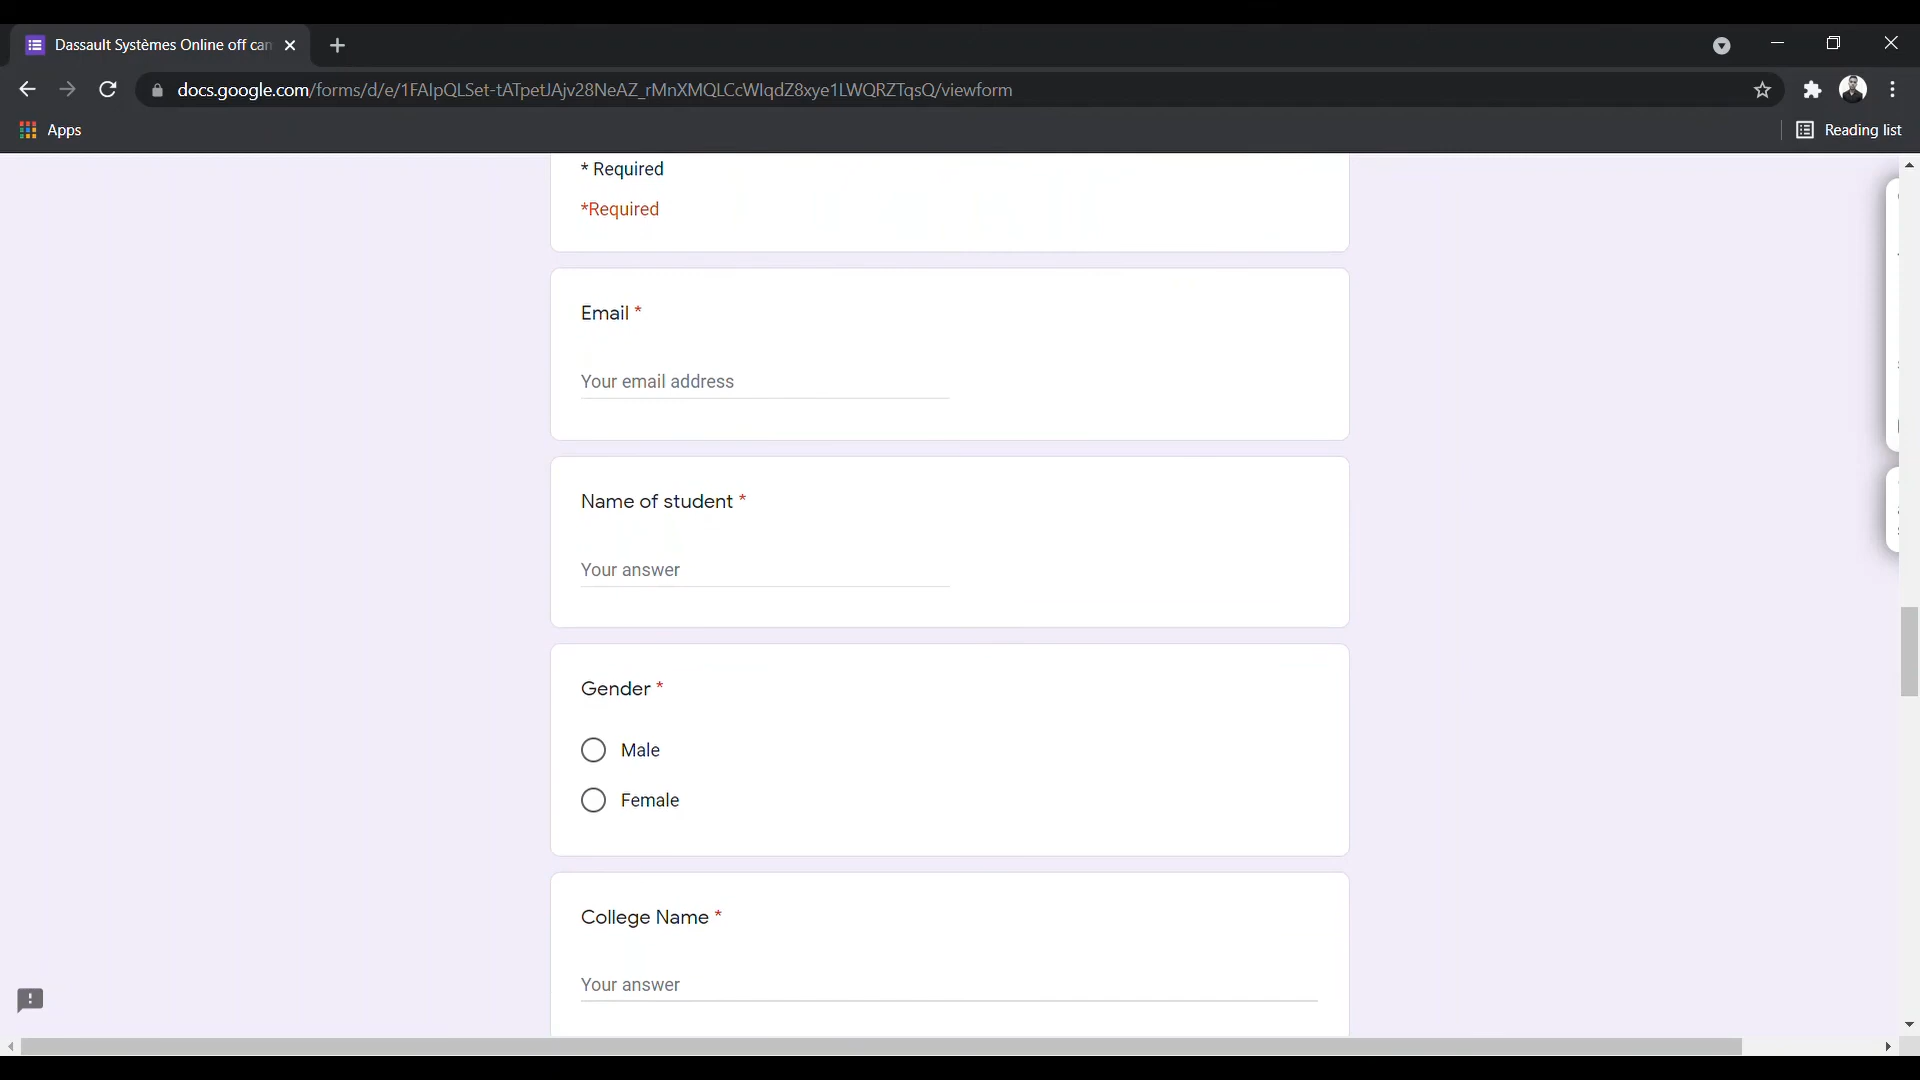 Dassault Systèmes Online off can
docs.google.com/forms/d/e/1FAIpQLSet-tATpetJAjv28NeAZ_rMnXMQLCcWIqdZ8xye1LWQRZTqsQ/viewform
Apps
Reading list
* Required
*Required
Email *
Your email address
Name of student *
Your answer
Gender *
Male
Female
College Name *
Your answer